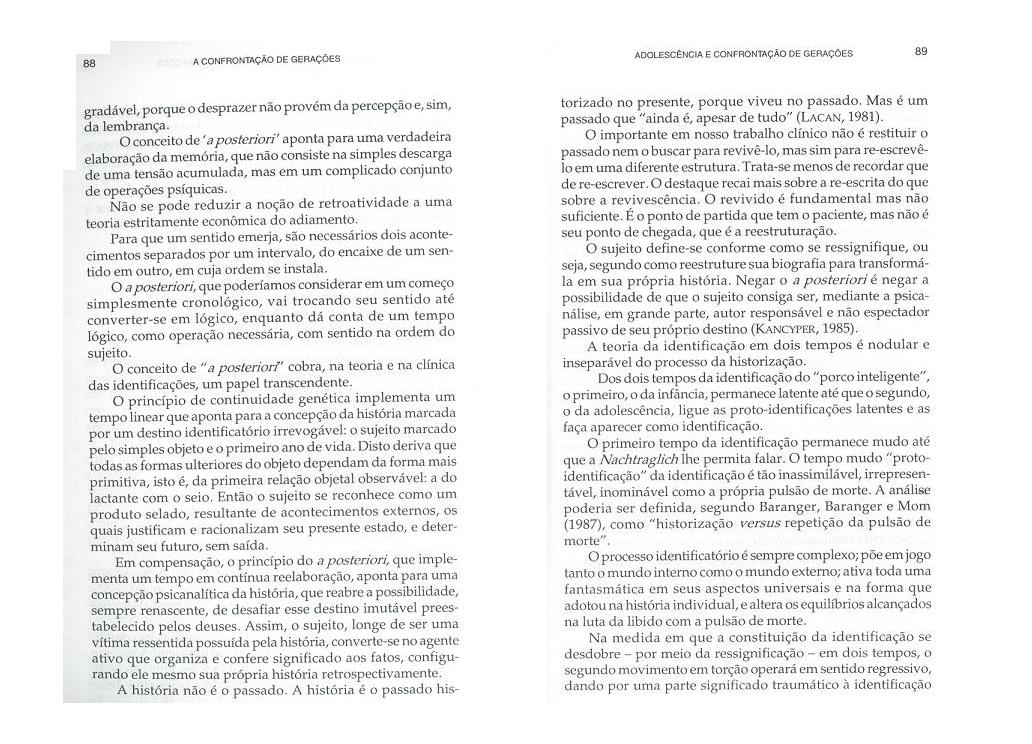 88
A CONFRONTAÇÃO DE GERAÇÕES
gradável, porque o desprazer não provém da percepção e, sim,
da lembrança.
O conceito de 'a posteriori' aponta para uma verdadeira
elaboração da memória, que não consiste na simples descarga
de uma tensão acumulada, mas em um complicado conjunto
de operações psíquicas.
Não se pode reduzir a noção de retroatividade a uma
teoria estritamente econômica do adiamento.
Para que um sentido emerja, são necessários dois aconte-
cimentos separados por um intervalo, do encaixe de um sen-
tido em outro, em cuja ordem se instala.
O a posteriori, que poderíamos considerar em um começo
simplesmente cronológico, vai trocando seu sentido até
converter-se em lógico, enquanto dá conta de um tempo
lógico, como operação necessária, com sentido na ordem do
sujeito.
O conceito de "a posteriori" cobra, na teoria e na clínica
das identificações, um papel transcendente.
O princípio de continuidade genética implementa um
tempo linear que aponta para a concepção da história marcada
por um destino identificatório irrevogável: o sujeito marcado
pelo simples objeto e o primeiro ano de vida. Disto deriva que
todas as formas ulteriores do objeto dependam da forma mais
primitiva, isto é, da primeira relação objetal observável: a do
lactante com o seio. Então o sujeito se reconhece como um
produto selado, resultante de acontecimentos externos, os
quais justificam e racionalizam seu presente estado, e deter-
minam seu futuro, sem saída.
Em compensação, o princípio do a posteriori, que imple-
menta um tempo em contínua reelaboração, aponta para uma
concepção psicanalítica da história, que reabre a possibilidade,
sempre renascente, de desafiar esse destino imutável prees-
tabelecido pelos deuses. Assim, o sujeito, longe de ser uma
vítima ressentida possuída pela história, converte-se no agente
ativo que organiza e confere significado aos fatos, configu-
rando ele mesmo sua própria história retrospectivamente.
A história não é o passado. A história é o passado his-
ADOLESCÊNCIA E CONFRONTAÇÃO DE GERAÇÕES
89
torizado no presente, porque viveu no passado. Mas é um
passado que "ainda é, apesar de tudo" (LACAN, 1981).
O importante em nosso trabalho clínico não é restituir o
passado nem o buscar para revivê-lo, mas sim para re-escrevê-
lo em uma diferente estrutura. Trata-se menos de recordar que
de re-escrever. O destaque recai mais sobre a re-escrita do que
sobre a revivescência. O revivido é fundamental mas não
suficiente. É o ponto de partida que tem o paciente, mas não é
seu ponto de chegada, que é a reestruturação.
O sujeito define-se conforme como se ressignifique, ou
seja, segundo como reestruture sua biografia para transformá-
la em sua própria história. Negar o a posteriori é negar a
possibilidade de que o sujeito consiga ser, mediante a psica-
nálise, em grande parte, autor responsável e não espectador
passivo de seu próprio destino (KANCYPER, 1985).
A teoria da identificação em dois tempos é nodular e
inseparável do processo da historização.
Dos dois tempos da identificação do "porco inteligente",
o primeiro, o da infância, permanece latente até que o segundo,
o da adolescência, ligue as proto-identificações latentes e as
faça aparecer como identificação.
O primeiro tempo da identificação permanece mudo até
que a Nachtraglich lhe permita falar. O tempo mudo "proto-
identificação" da identificação é tão inassimilável, irrepresen-
tável, inominável como a própria pulsão de morte. A análise
poderia ser definida, segundo Baranger, Baranger e Mom
(1987), como "historização versus repetição da pulsão de
morte".
O processo identificatório é sempre complexo; põe em jogo
tanto o mundo interno como o mundo externo; ativa toda uma
fantasmática em seus aspectos universais e na forma que
adotou na história individual, e altera os equilíbrios alcançados
na luta da libido com a pulsão de morte.
Na medida em que a constituição da identificação se
desdobre – por meio da ressignificação – em dois tempos, o
segundo movimento em torção operará em sentido regressivo,
dando por uma parte significado traumático à identificação